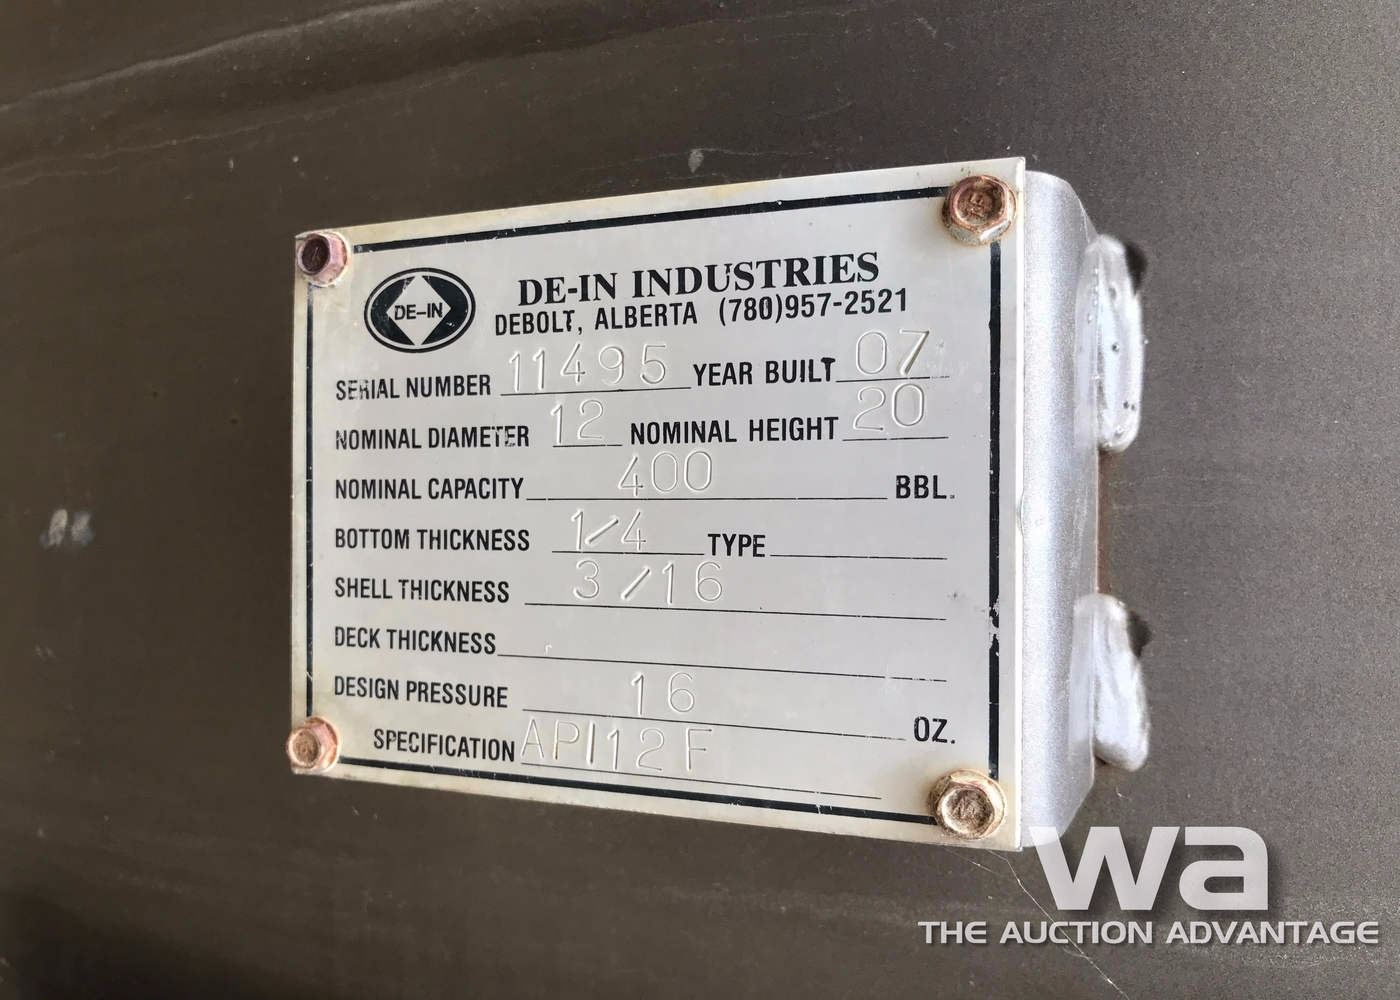 DE-IN
DE-IN INDUSTRIES
DEBOLT, ALBERTA (780)957-2521
SERIAL NUMBER 11495 YEAR BUILT 07
NOMINAL DIAMETER 12 NOMINAL HEIGHT 20
NOMINAL CAPACITY 400 BBL.
BOTTOM THICKNESS 1/4 TYPE
SHELL THICKNESS 3/16
DECK THICKNESS
DESIGN PRESSURE 16 OZ.
SPECIFICATION API12F
wa
THE AUCTION ADVANTAGE